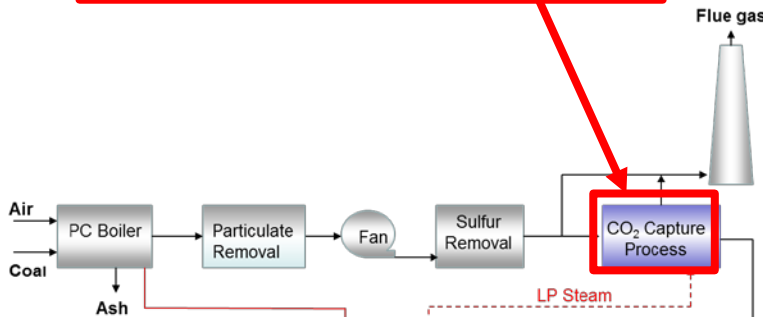 Flue gas
Air
Coal
PC Boiler
Ash
Particulate
Removal
Fan
Sulfur
Removal
CO₂ Capture
Process
LP Steam